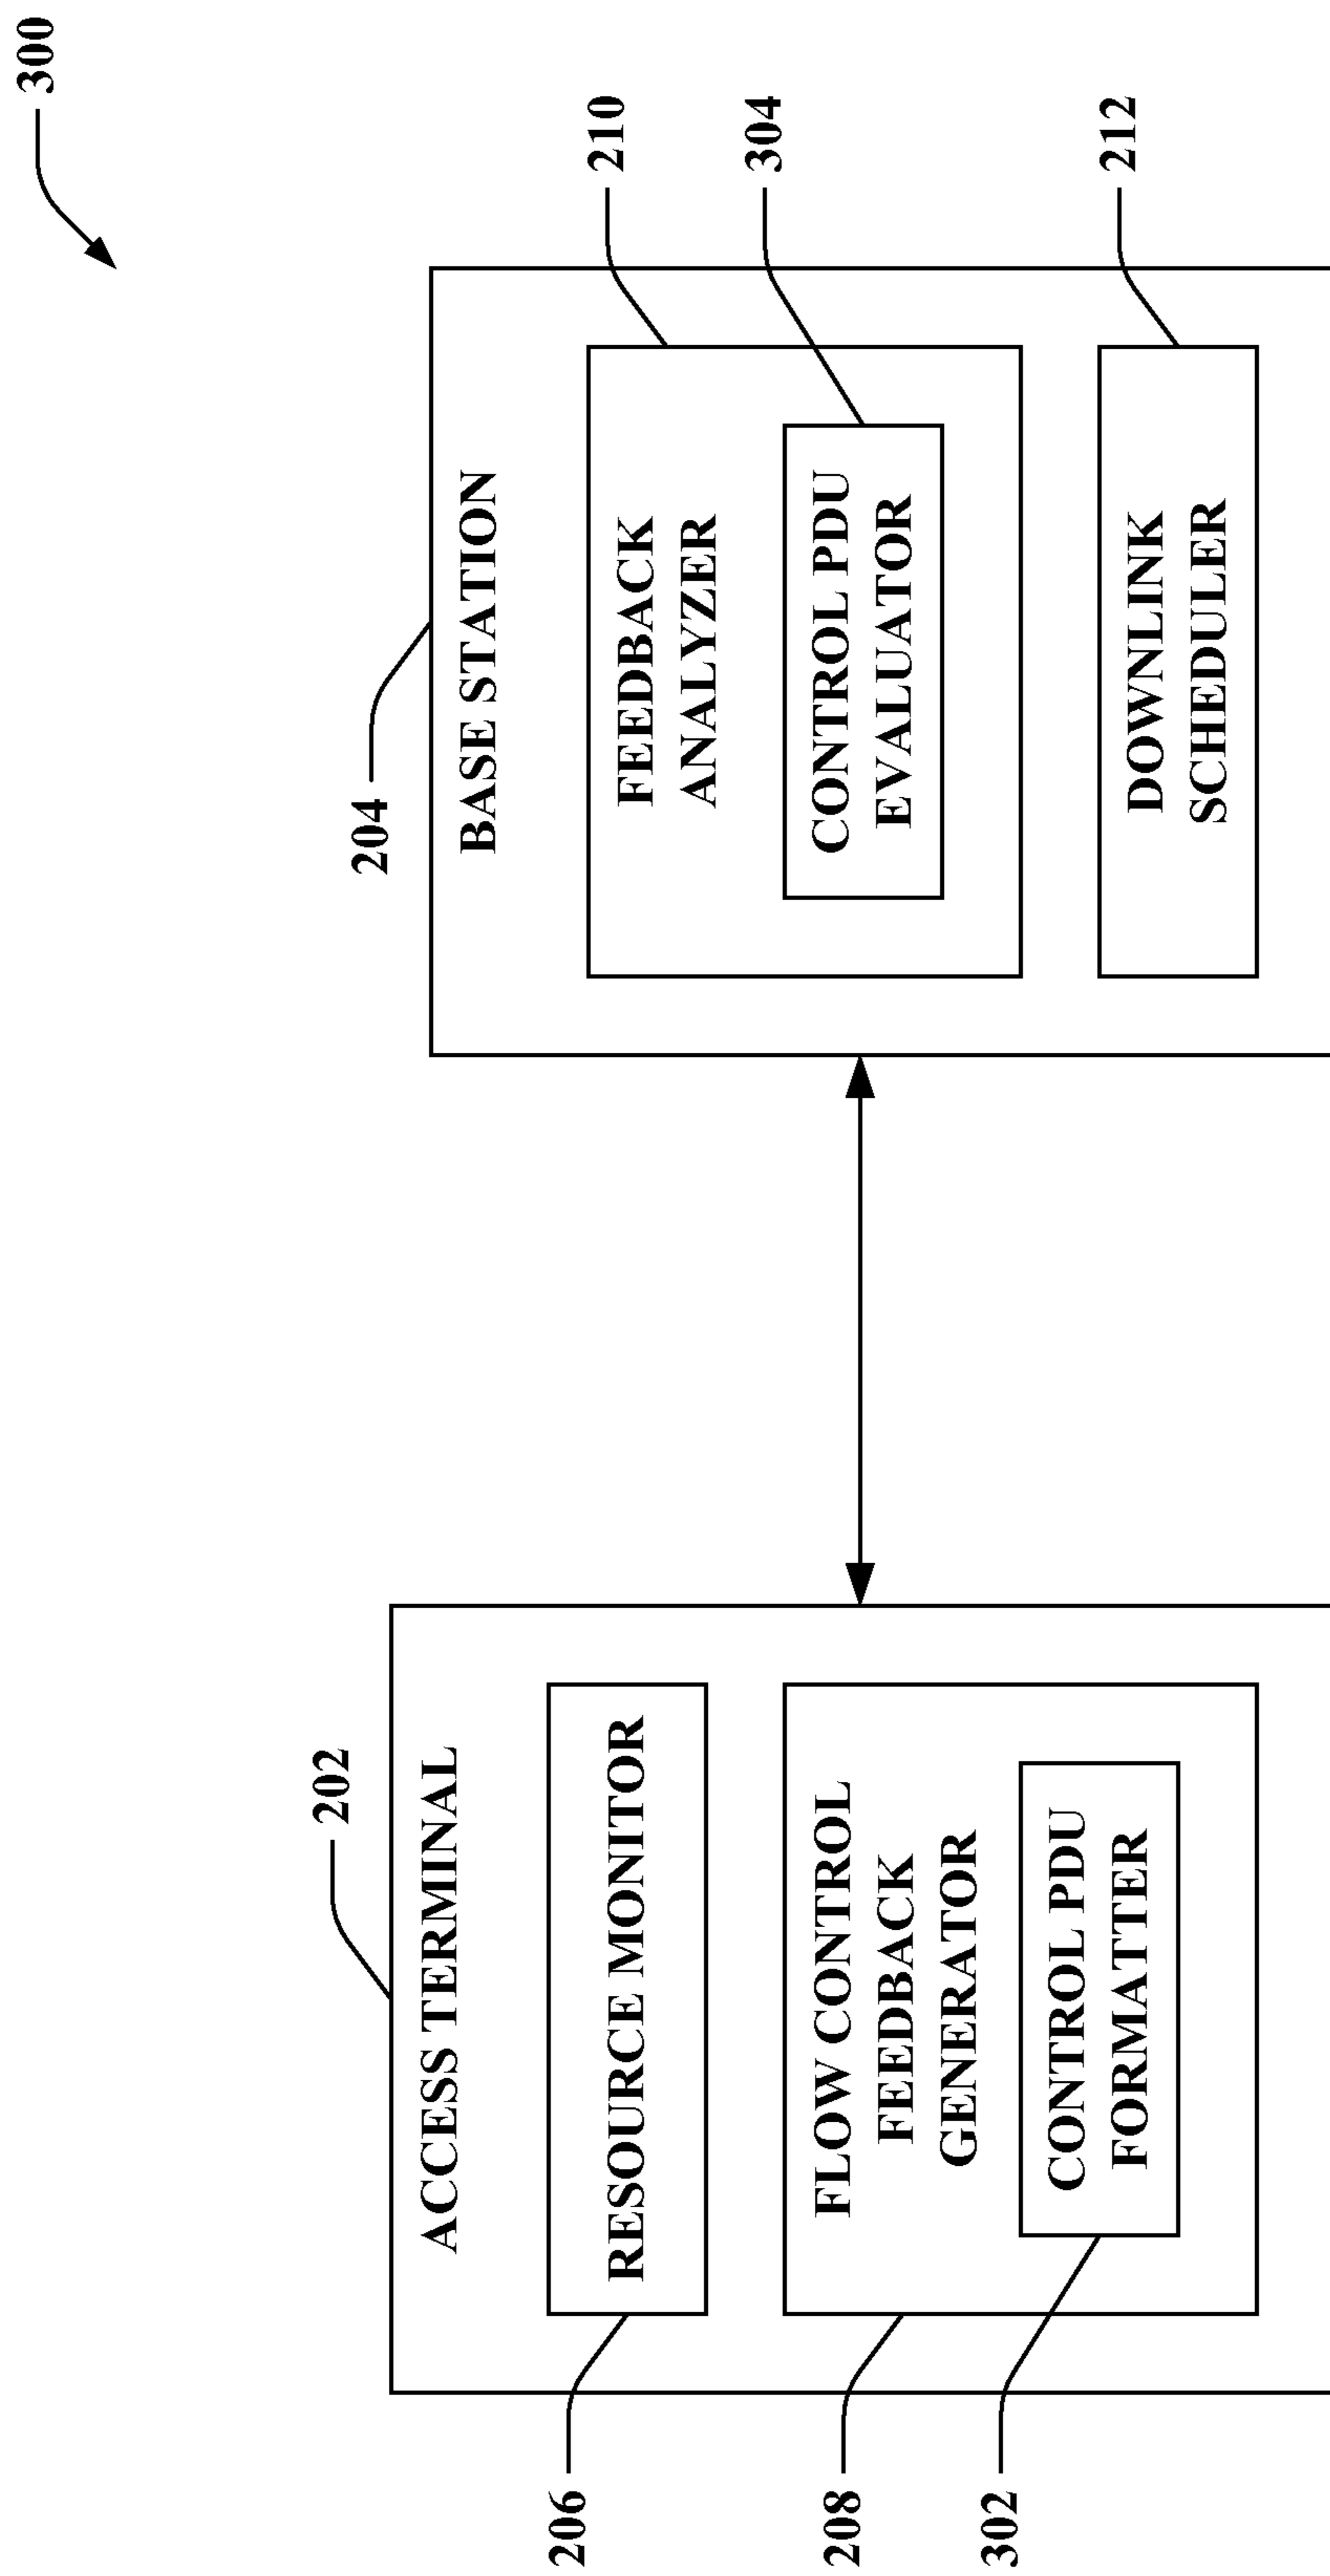 300
202
ACCESS TERMINAL
206
RESOURCE MONITOR
208
FLOW CONTROL
FEEDBACK
GENERATOR
302
CONTROL PDU
FORMATTER
204
BASE STATION
210
FEEDBACK
ANALYZER
304
CONTROL PDU
EVALUATOR
212
DOWNLINK
SCHEDULER